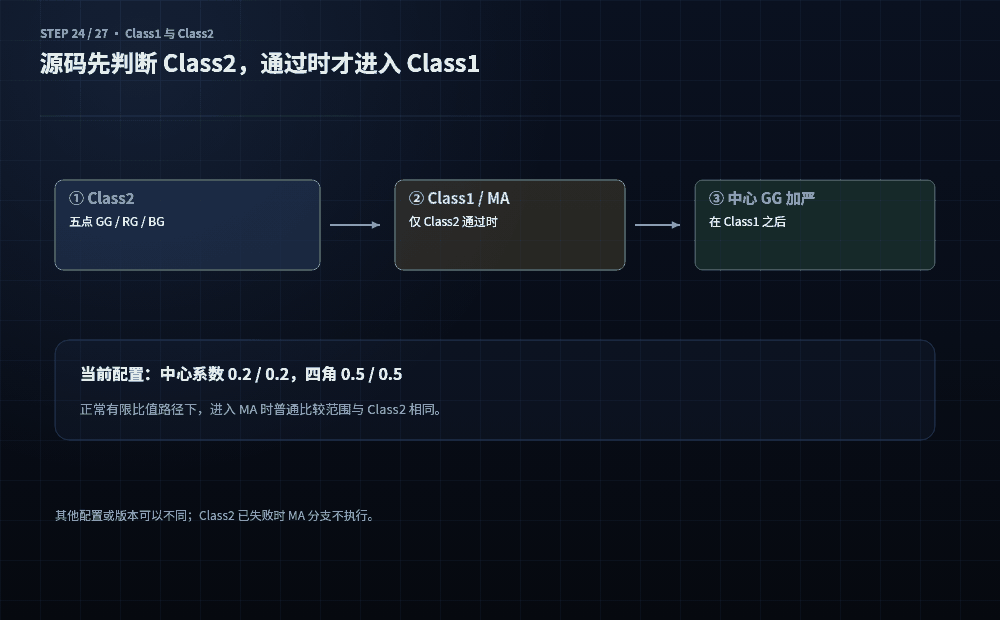 STEP 24 / 27 · Class1 与 Class2
源码先判断 Class2，通过时才进入 Class1
① Class2
五点 GG / RG / BG
② Class1 / MA
仅 Class2 通过时
③ 中心 GG 加严
在 Class1 之后
当前配置：中心系数 0.2 / 0.2，四角 0.5 / 0.5
正常有限比值路径下，进入 MA 时普通比较范围与 Class2 相同。
其他配置或版本可以不同；Class2 已失败时 MA 分支不执行。